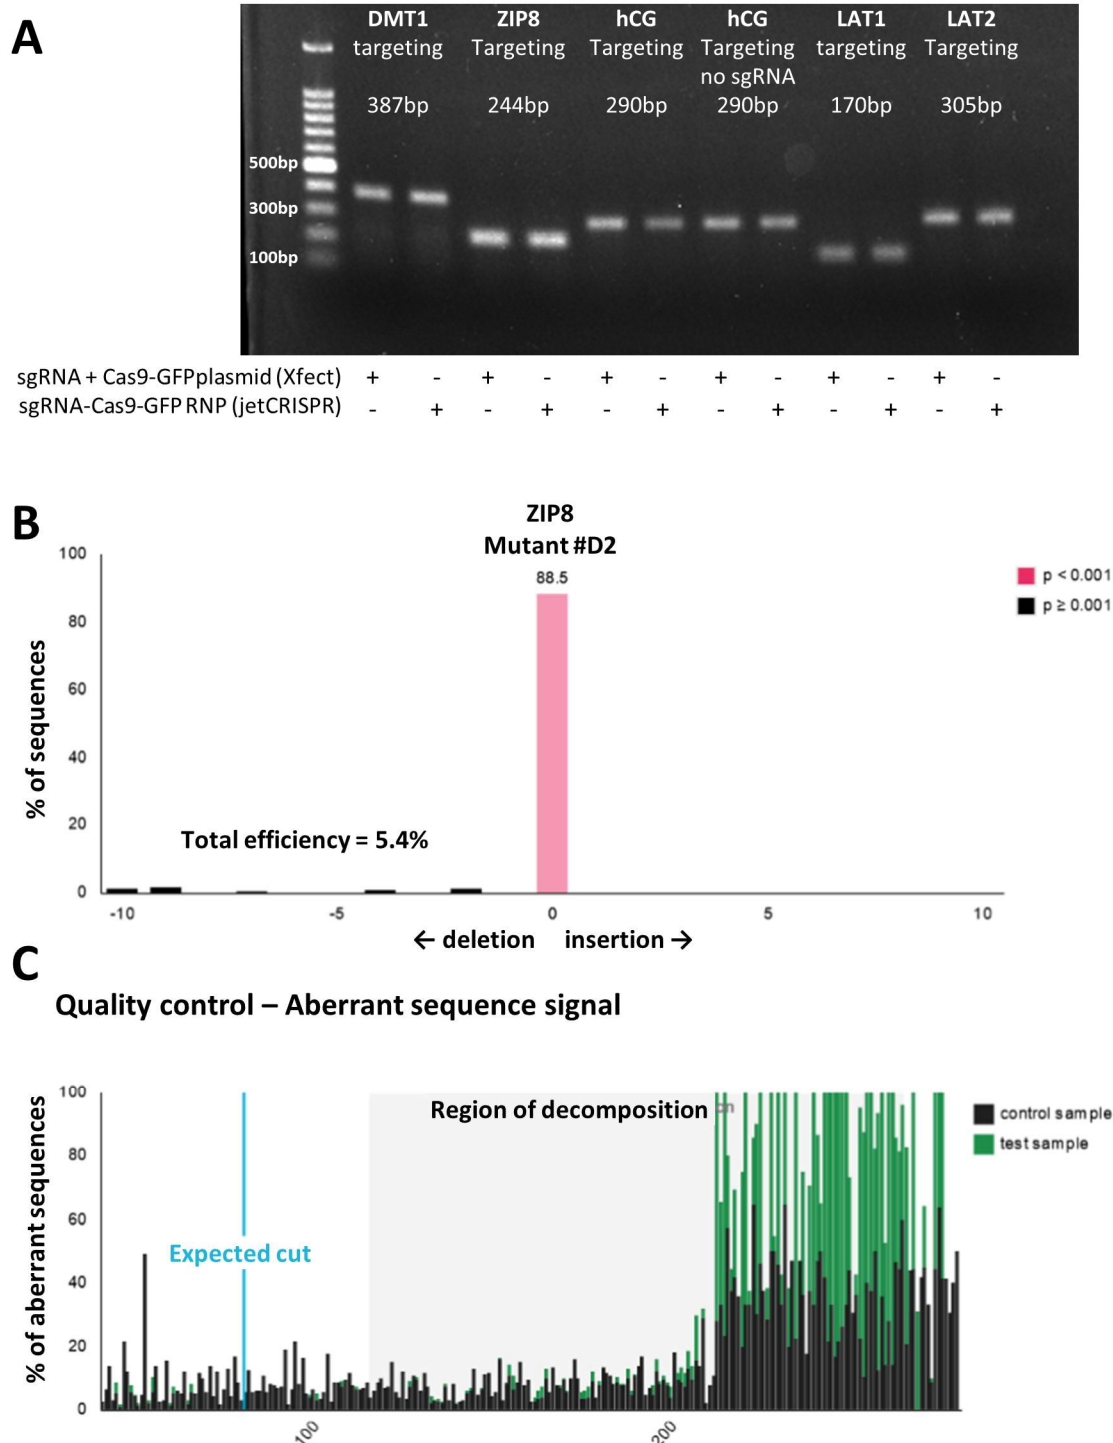 A
DMT1 ZIP8 hCG hCG LAT1 LAT2
targeting Targeting Targeting Targeting targeting Targeting
no sgRNA
387bp 244bp 290bp 290bp 170bp 305bp
500bp
300bp
100bp
sgRNA + Cas9-GFPplasmid (Xfect) + - + - + - + - + - + -
sgRNA-Cas9-GFP RNP (jetCRISPR) - + - + - + - + - + - +
B
ZIP8
Mutant #D2
88.5
100
80
60
40
20
0
% of sequences
p < 0.001
p ≥ 0.001
Total efficiency = 5.4%
-10 -5 0 5 10
← deletion insertion →
C
Quality control – Aberrant sequence signal
100
80
60
40
20
0
% of aberrant sequences
Region of decomposition on
control sample
test sample
Expected cut
100 200